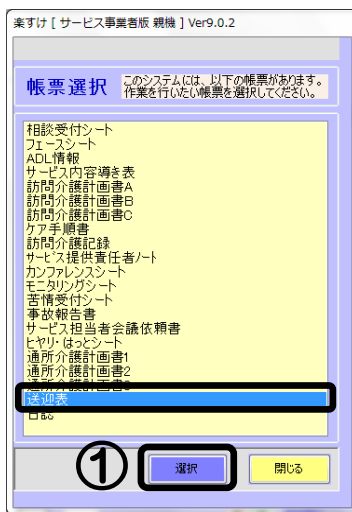 楽すけ [ サービス事業者版 親機 ] Ver9.0.2
帳票選択
このシステムには、以下の帳票があります。
作業を行いたい帳票を選択してください。
相談受付シート
フェースシート
ADL情報
サービス内容導き表
訪問介護計画書A
訪問介護計画書B
訪問介護計画書C
ケア手順書
訪問介護記録
サービス提供責任者ノート
カンファレンスシート
モニタリングシート
苦情受付シート
事故報告書
サービス担当者会議依頼書
ヒヤリ・はっとシート
通所介護計画書1
通所介護計画書2
通所介護計画書3
送迎表
日誌
①
選択
閉じる